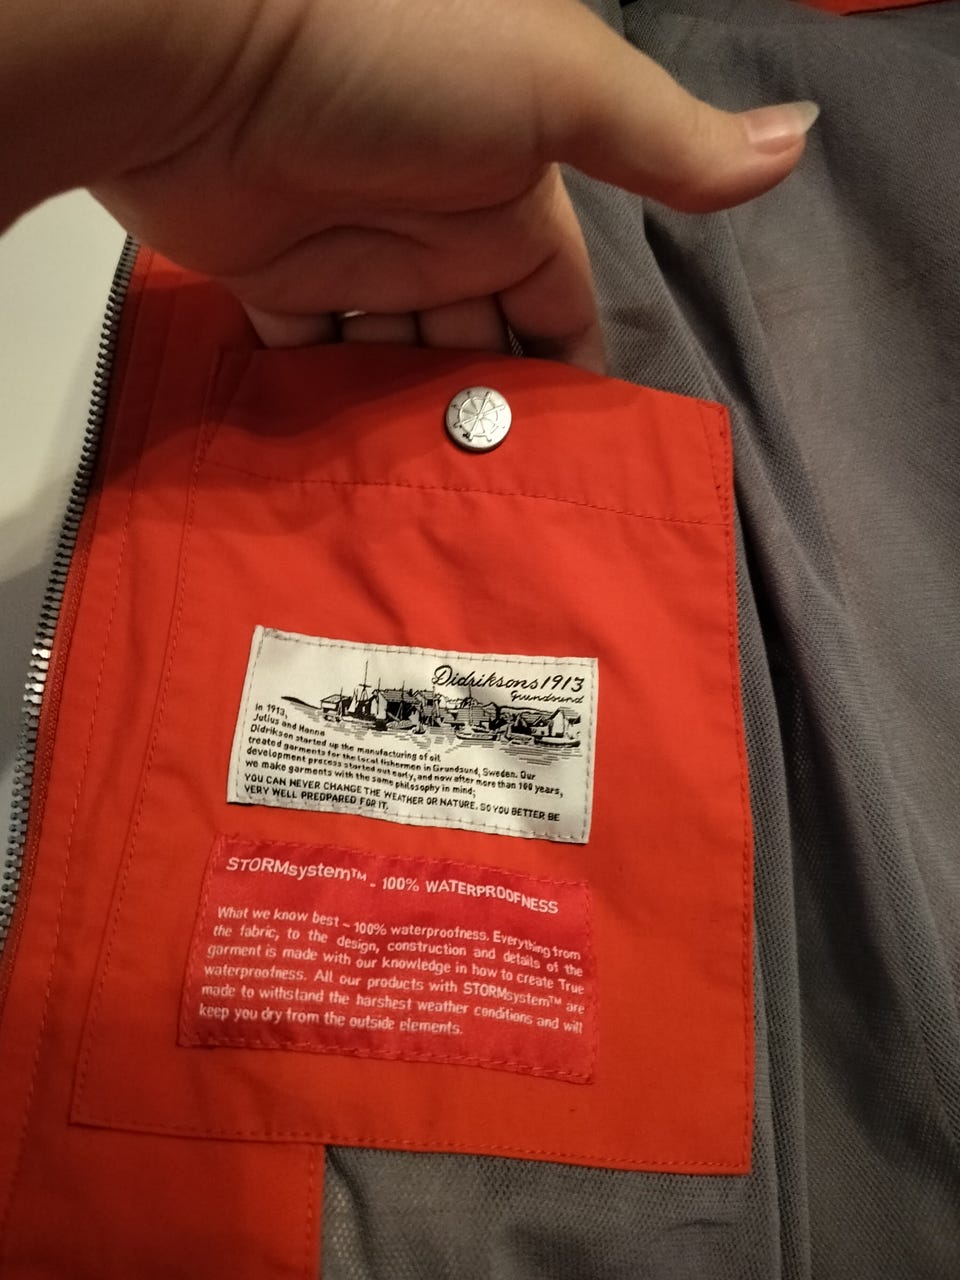 Didriksons1913
Grundsund
in 1913,
Julius and Hanna
Didrikson started up the manufacturing of oil
treated garments for the local fishermen in Grundsund, Sweden. Our
development process started out early, and now after more than 100 years,
we make garments with the same philosophy in mind;
YOU CAN NEVER CHANGE THE WEATHER OR NATURE, SO YOU BETTER BE
VERY WELL PREDPARED FOR IT.
STORMsystem™ - 100% WATERPROOFNESS
What we know best - 100% waterproofness. Everything from
the fabric, to the design, construction and details of the
garment is made with our knowledge in how to create True
waterproofness. All our products with STORMsystem™ are
made to withstand the harshest weather conditions and will
keep you dry from the outside elements.